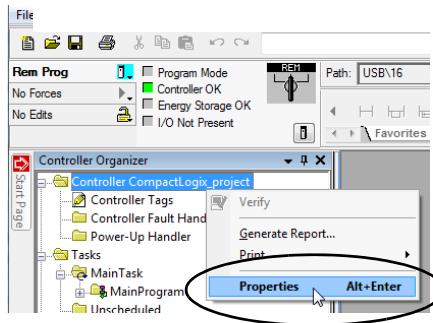 File
Rem Prog
Program Mode
REM
Path: USB\16
No Forces
Controller OK
Energy Storage OK
No Edits
I/O Not Present
Favorites
Start Page
Controller Organizer
Controller CompactLogix_project
Controller Tags
Controller Fault Hand
Power-Up Handler
Tasks
MainTask
MainProgram
Unscheduled
Verify
Generate Report...
Print
Properties Alt+Enter